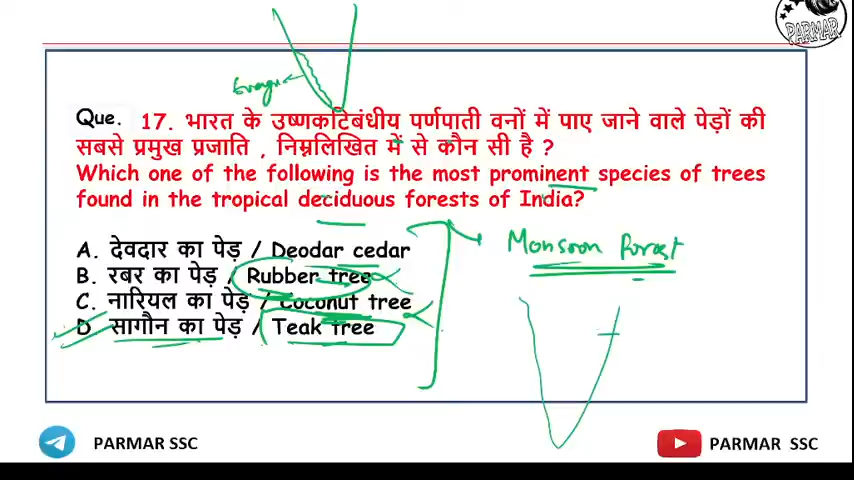 PARMAR
Que. 17. भारत के उष्णकटिबंधीय पर्णपाती वनों में पाए जाने वाले पेड़ों की
सबसे प्रमुख प्रजाति , निम्नलिखित में से कौन सी है ?
Which one of the following is the most prominent species of trees
found in the tropical deciduous forests of India?
A. देवदार का पेड़ / Deodar cedar
Monsoon Forest
B. रबर का पेड़ / Rubber tree
C. नारियल का पेड़ / Coconut tree
D. सागौन का पेड़ / Teak tree
PARMAR SSC
PARMAR SSC